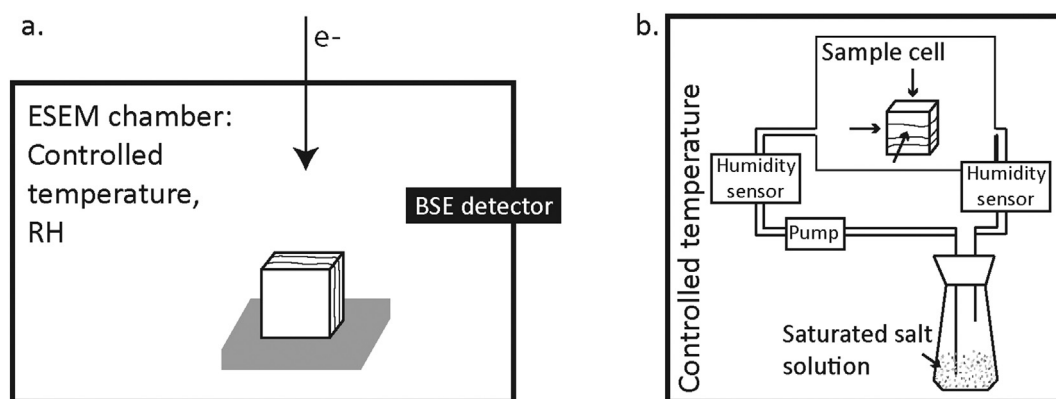 a.
e-
ESEM chamber:
Controlled
temperature,
RH
BSE detector
b.
Controlled temperature
Sample cell
Humidity
sensor
Humidity
sensor
Pump
Saturated salt
solution